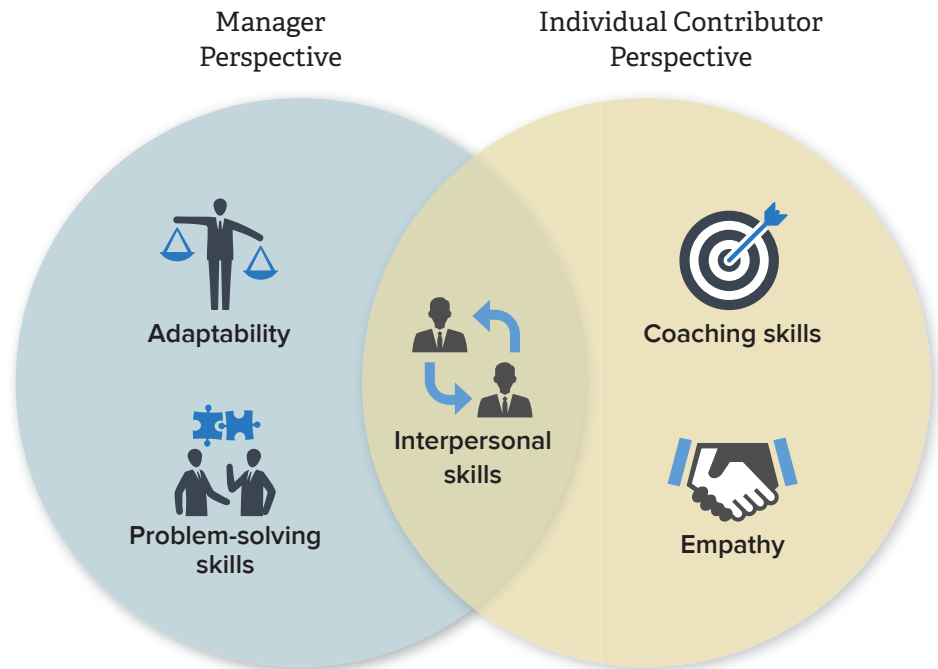 Manager
Perspective
Individual Contributor
Perspective
Adaptability
Problem-solving
skills
Interpersonal
skills
Coaching skills
Empathy